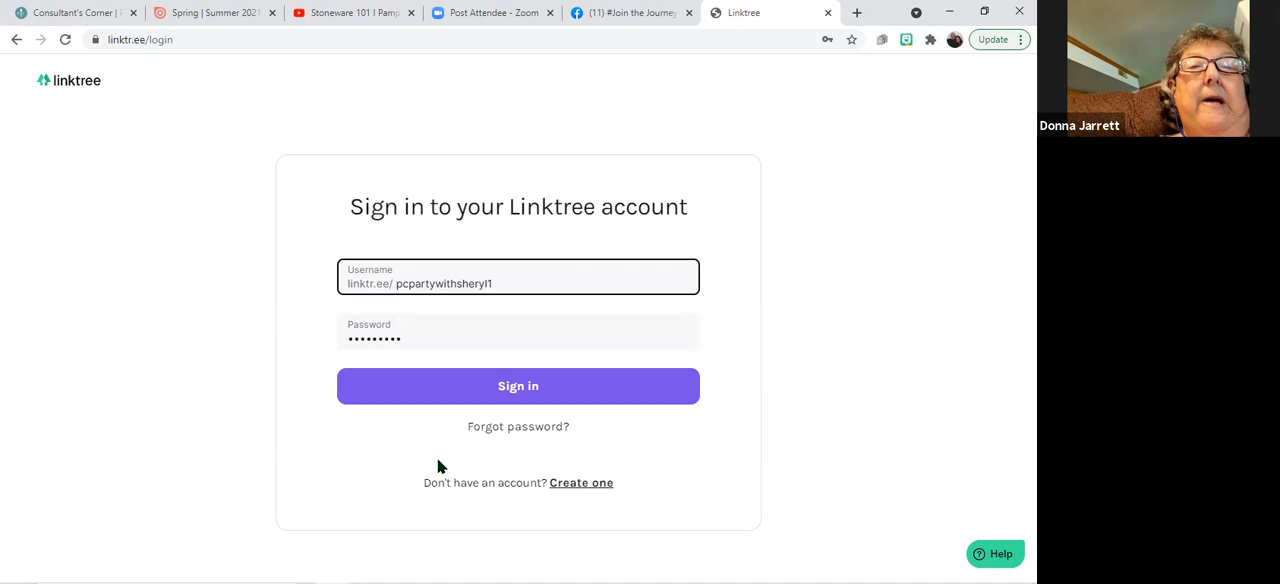 Consultant's Corner | P
Spring | Summer 2021
Stoneware 101 I Pamp
Post Attendee - Zoom
(11) #Join the Journey
Linktree
linktr.ee/login
Update
linktree
Donna Jarrett
Sign in to your Linktree account
Username
linktr.ee/ pcpartywithsheryl1
Password
•••••••••
Sign in
Forgot password?
Don't have an account? Create one
Help